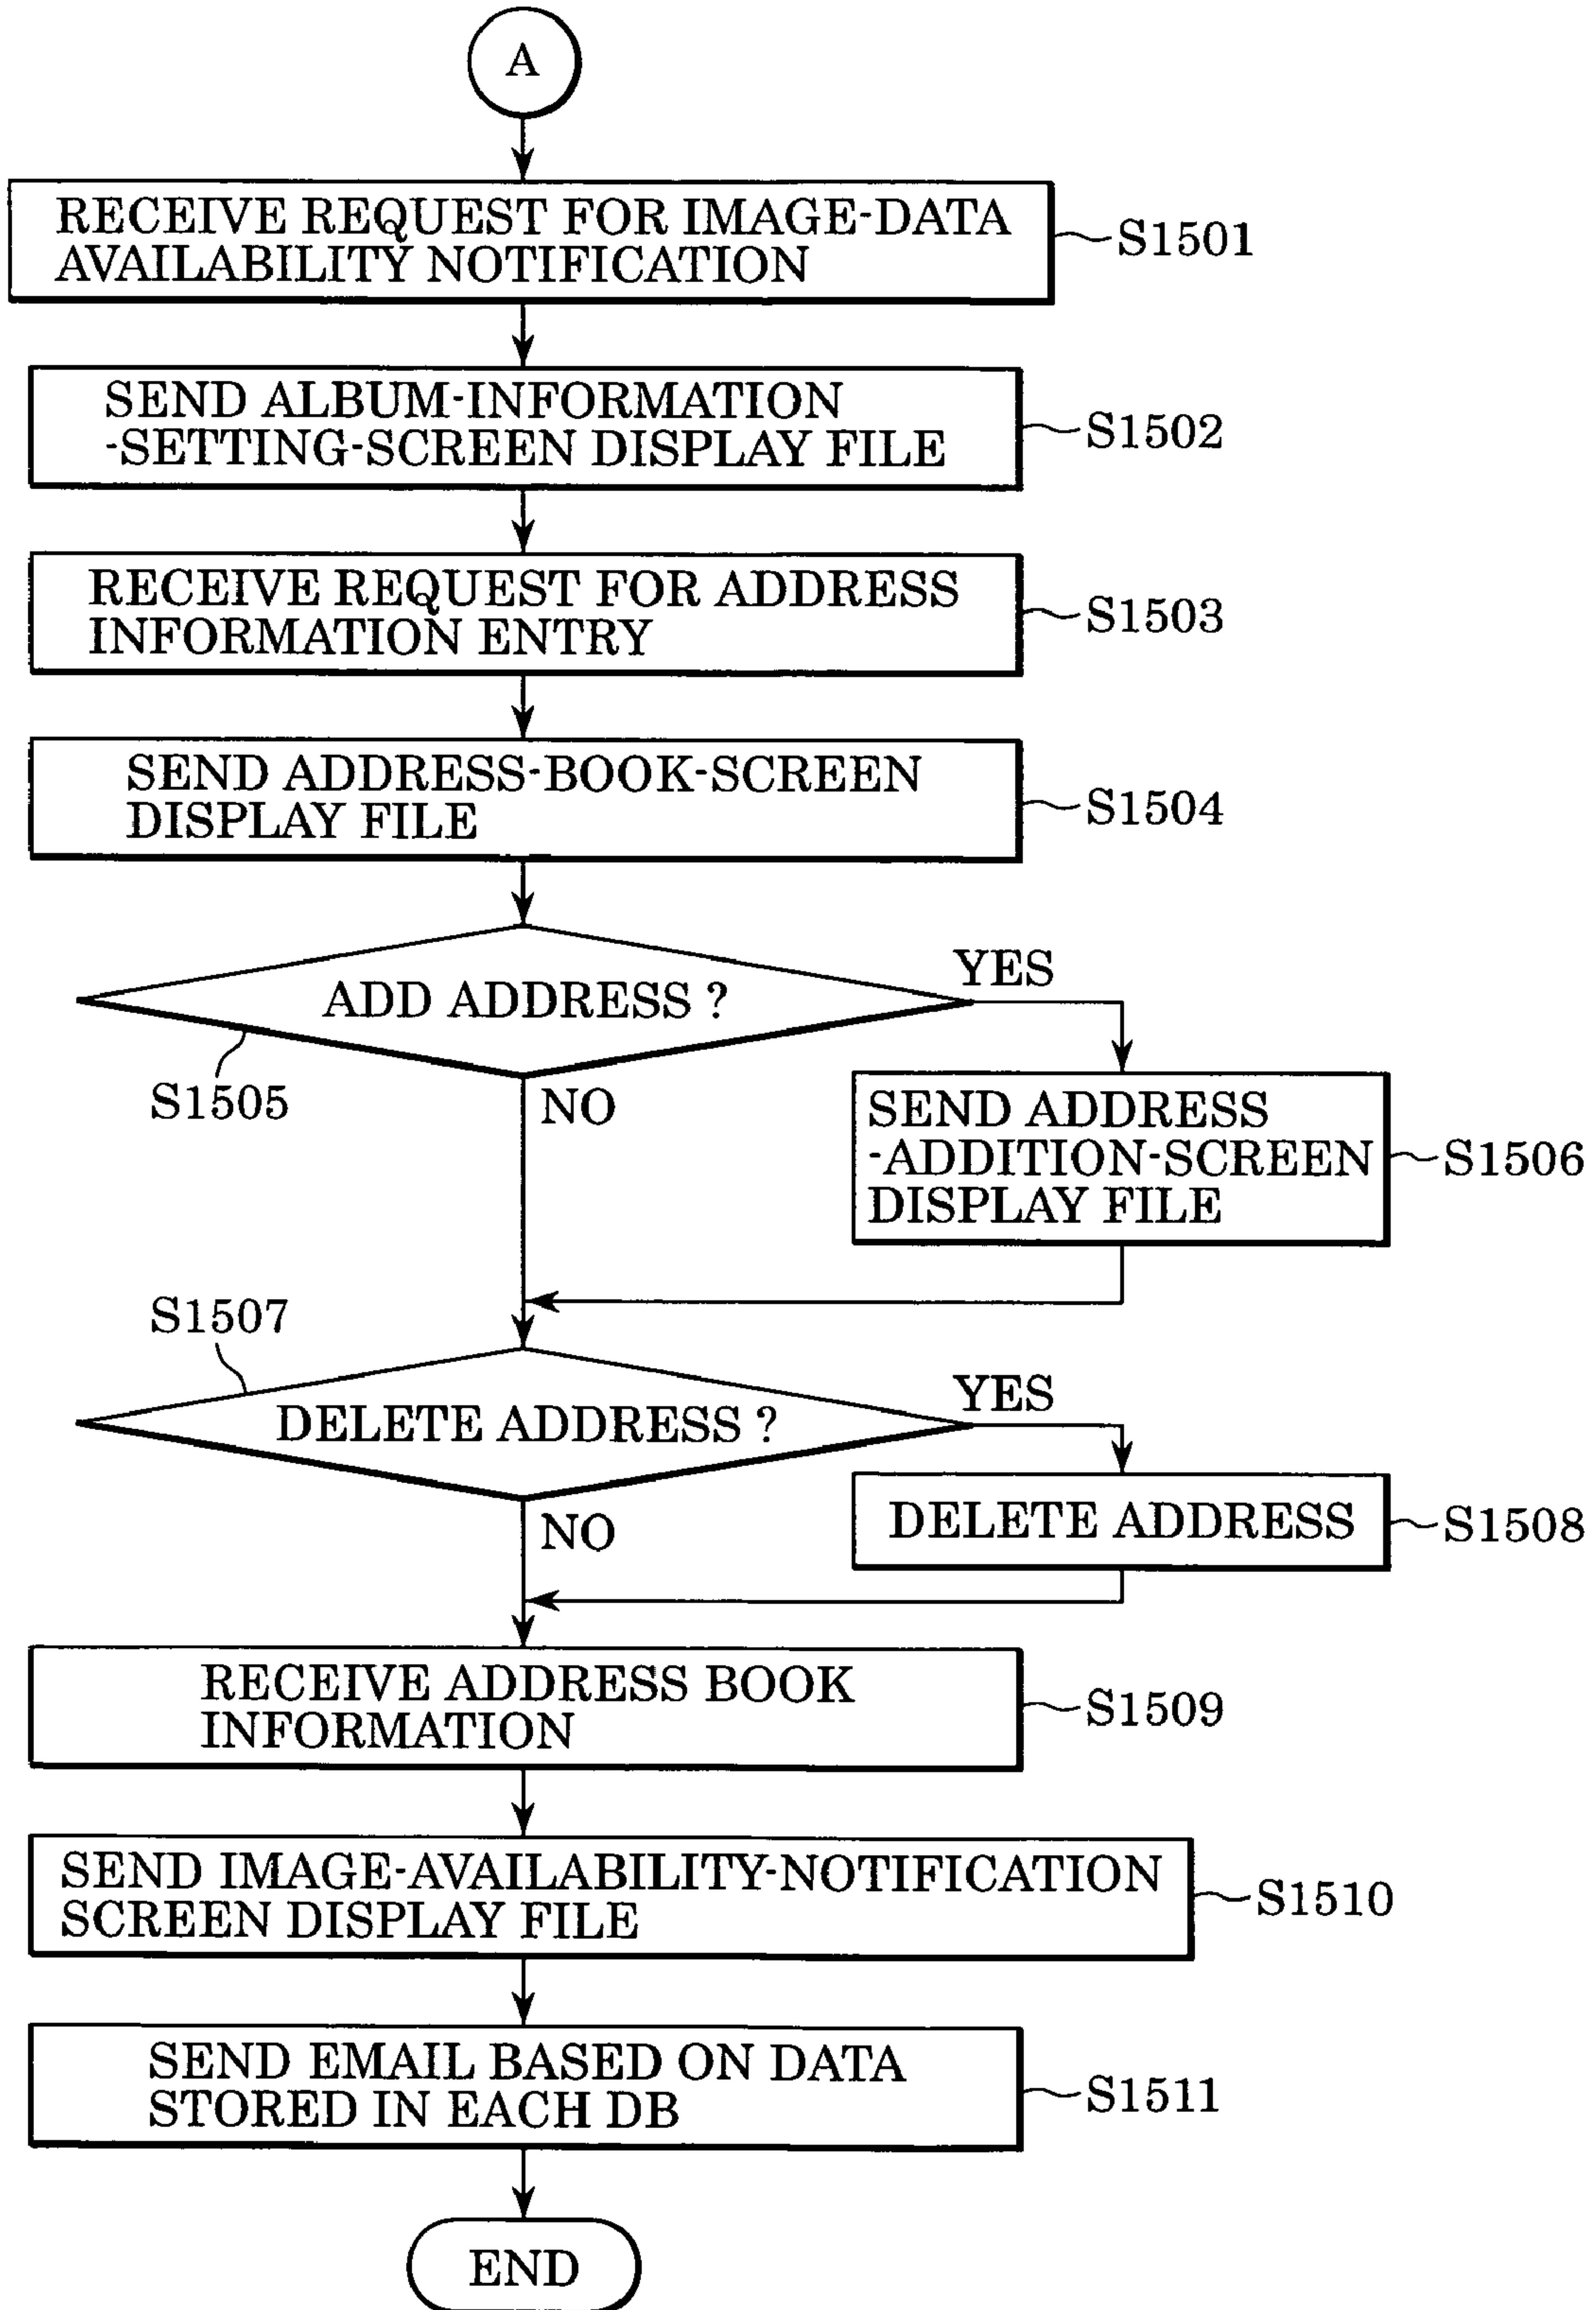 A
RECEIVE REQUEST FOR IMAGE-DATA
AVAILABILITY NOTIFICATION
S1501
SEND ALBUM-INFORMATION
-SETTING-SCREEN DISPLAY FILE
S1502
RECEIVE REQUEST FOR ADDRESS
INFORMATION ENTRY
S1503
SEND ADDRESS-BOOK-SCREEN
DISPLAY FILE
S1504
ADD ADDRESS ?
YES
S1505
NO
SEND ADDRESS
-ADDITION-SCREEN
DISPLAY FILE
S1506
S1507
DELETE ADDRESS ?
YES
NO
DELETE ADDRESS
S1508
RECEIVE ADDRESS BOOK
INFORMATION
S1509
SEND IMAGE-AVAILABILITY-NOTIFICATION
SCREEN DISPLAY FILE
S1510
SEND EMAIL BASED ON DATA
STORED IN EACH DB
S1511
END